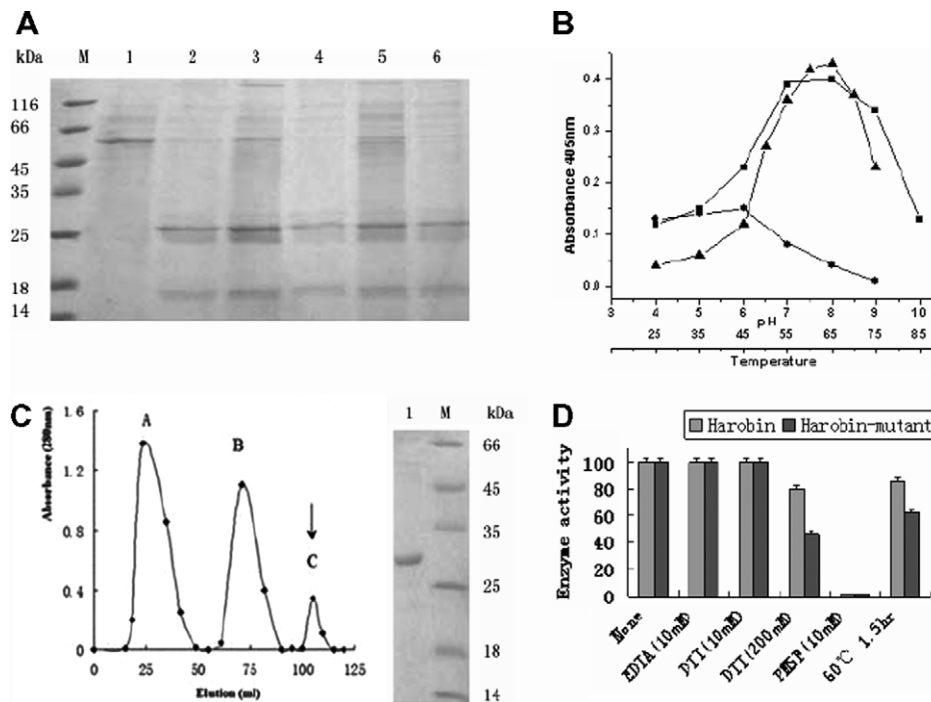 A
kDa M 1 2 3 4 5 6
116
66
45
35
25
18
14
B
Absorbance 405nm
0.4
0.3
0.2
0.1
0.0
3 4 5 6 7 8 9 10
pH
25 35 45 55 65 75 85
Temperature
C
Absorbance (280nm)
1.6
1.2
0.8
0.4
0
A
B
C
0 25 50 75 100 125
Elution (ml)
1 M kDa
66
45
35
25
18
14
D
Harobin Harobin-mutant
Enzyme activity
100
80
60
40
20
0
None
EDTA(10mM)
DTT(10mM)
DTT(200mM)
60℃ 1.5hr